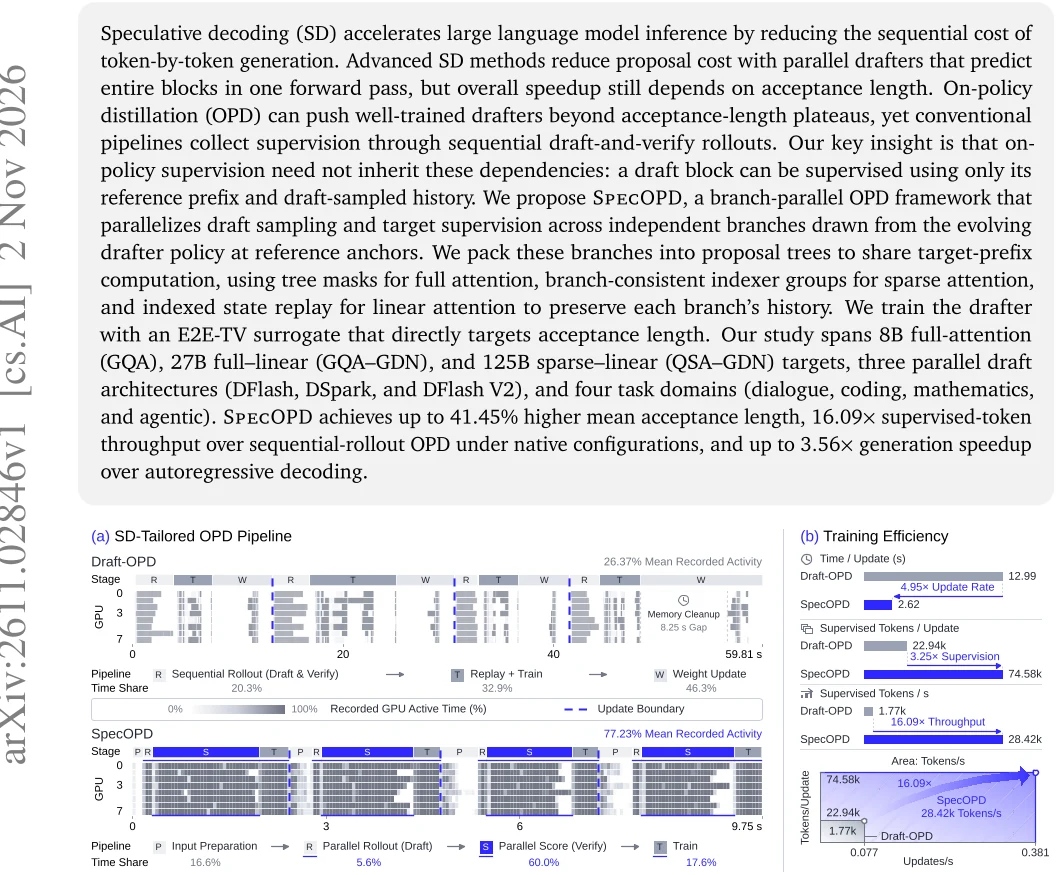 arXiv:2611.02846v1 [cs.AI] 2 Nov 2026
Speculative decoding (SD) accelerates large language model inference by reducing the sequential cost of
token-by-token generation. Advanced SD methods reduce proposal cost with parallel drafters that predict
entire blocks in one forward pass, but overall speedup still depends on acceptance length. On-policy
distillation (OPD) can push well-trained drafters beyond acceptance-length plateaus, yet conventional
pipelines collect supervision through sequential draft-and-verify rollouts. Our key insight is that on-
policy supervision need not inherit these dependencies: a draft block can be supervised using only its
reference prefix and draft-sampled history. We propose SPECOPD, a branch-parallel OPD framework that
parallelizes draft sampling and target supervision across independent branches drawn from the evolving
drafter policy at reference anchors. We pack these branches into proposal trees to share target-prefix
computation, using tree masks for full attention, branch-consistent indexer groups for sparse attention,
and indexed state replay for linear attention to preserve each branch's history. We train the drafter
with an E2E-TV surrogate that directly targets acceptance length. Our study spans 8B full-attention
(GQA), 27B full–linear (GQA–GDN), and 125B sparse–linear (QSA–GDN) targets, three parallel draft
architectures (DFlash, DSpark, and DFlash V2), and four task domains (dialogue, coding, mathematics,
and agentic). SPECOPD achieves up to 41.45% higher mean acceptance length, 16.09× supervised-token
throughput over sequential-rollout OPD under native configurations, and up to 3.56× generation speedup
over autoregressive decoding.
(a) SD-Tailored OPD Pipeline
Draft-OPD 26.37% Mean Recorded Activity
Stage R T W R T W R T W R T W
GPU
0
3
7
Memory Cleanup
8.25 s Gap
0 20 40 59.81 s
Pipeline R Sequential Rollout (Draft & Verify) T Replay + Train W Weight Update
Time Share 20.3% 32.9% 46.3%
0% 100% Recorded GPU Active Time (%) Update Boundary
SpecOPD 77.23% Mean Recorded Activity
Stage P R S T P R S T P R S T P R S T
GPU
0
3
7
0 3 6 9.75 s
Pipeline P Input Preparation R Parallel Rollout (Draft) S Parallel Score (Verify) T Train
Time Share 16.6% 5.6% 60.0% 17.6%
(b) Training Efficiency
Time / Update (s)
Draft-OPD 12.99
4.95× Update Rate
SpecOPD 2.62
Supervised Tokens / Update
Draft-OPD 22.94k
3.25× Supervision
SpecOPD 74.58k
Supervised Tokens / s
Draft-OPD 1.77k
16.09× Throughput
SpecOPD 28.42k
Area: Tokens/s
Tokens/Update
74.58k 16.09×
SpecOPD
28.42k Tokens/s
22.94k
1.77k Draft-OPD
0.077 0.381
Updates/s